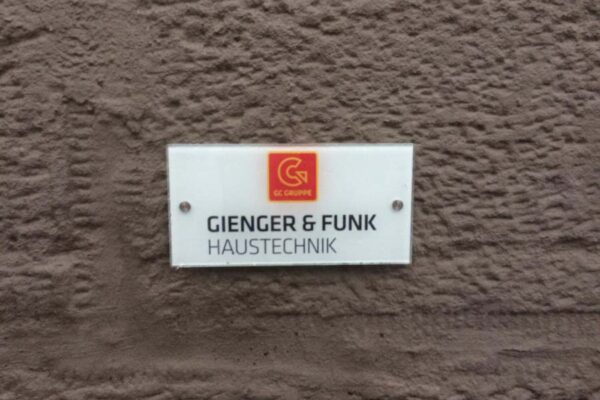 GC GRUPPE
GIENGER & FUNK
HAUSTECHNIK